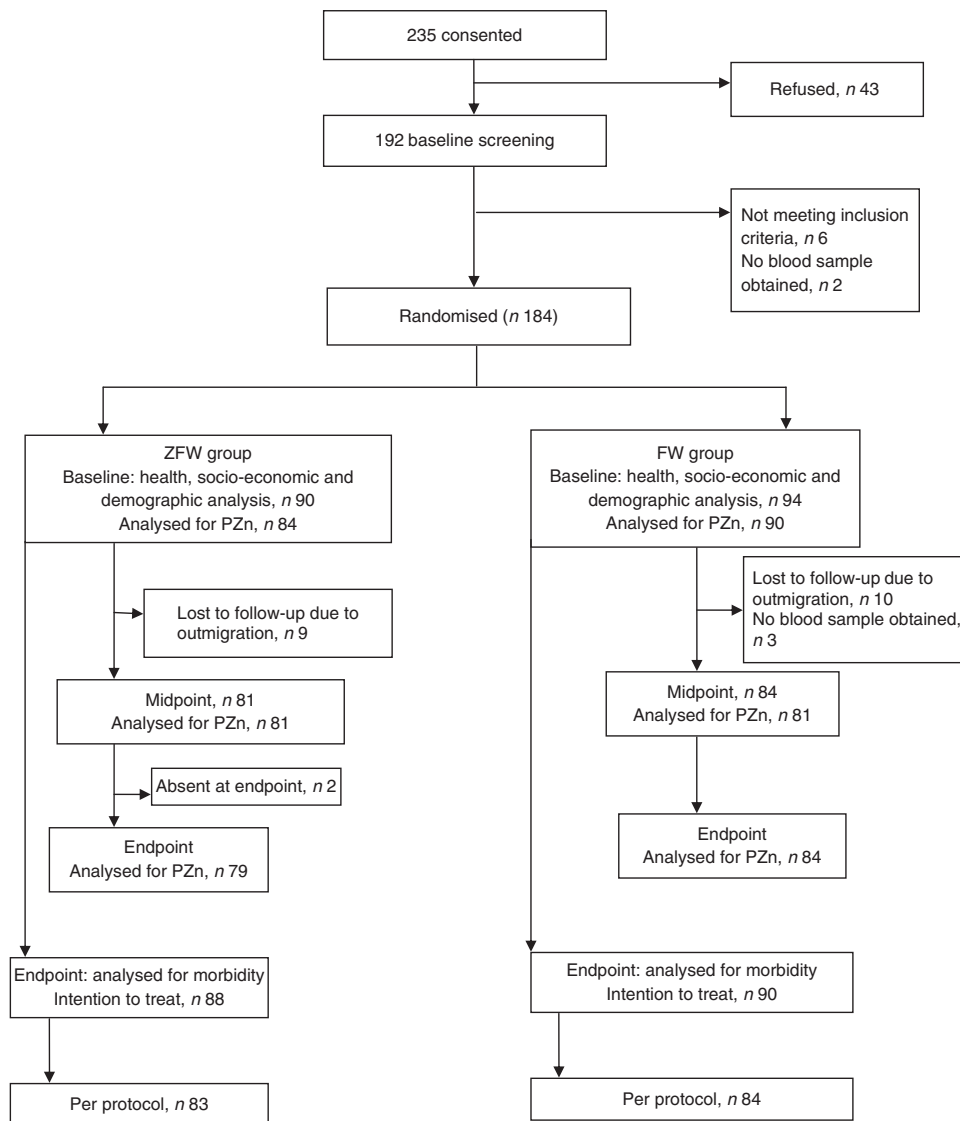 235 consented
Refused, n 43
192 baseline screening
Not meeting inclusion
criteria, n 6
No blood sample
obtained, n 2
Randomised (n 184)
ZFW group
Baseline: health, socio-economic and
demographic analysis, n 90
Analysed for PZn, n 84
FW group
Baseline: health, socio-economic and
demographic analysis, n 94
Analysed for PZn, n 90
Lost to follow-up due to
outmigration, n 9
Lost to follow-up due to
outmigration, n 10
No blood sample obtained,
n 3
Midpoint, n 81
Analysed for PZn, n 81
Midpoint, n 84
Analysed for PZn, n 81
Absent at endpoint, n 2
Endpoint
Analysed for PZn, n 79
Endpoint
Analysed for PZn, n 84
Endpoint: analysed for morbidity
Intention to treat, n 88
Endpoint: analysed for morbidity
Intention to treat, n 90
Per protocol, n 83
Per protocol, n 84